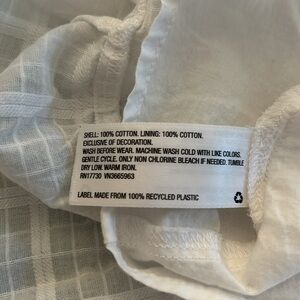 SHELL: 100% COTTON. LINING: 100% COTTON.
EXCLUSIVE OF DECORATION.
WASH BEFORE WEAR. MACHINE WASH COLD WITH LIKE COLORS.
GENTLE CYCLE. ONLY NON CHLORINE BLEACH IF NEEDED. TUMBLE
DRY LOW. WARM IRON.
RN17730 VN3665963
LABEL MADE FROM 100% RECYCLED PLASTIC